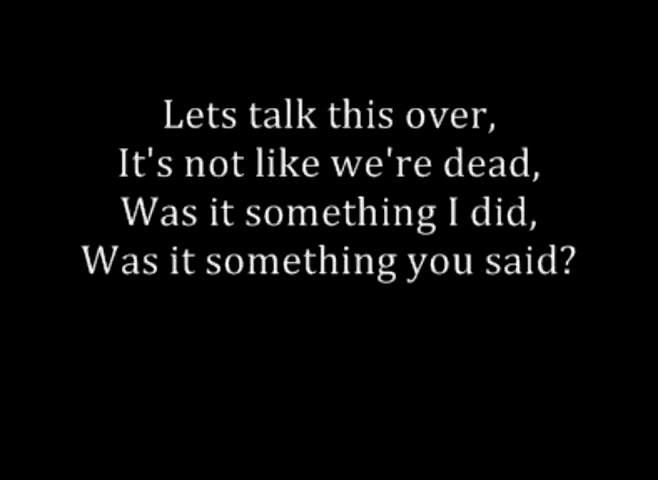 Lets talk this over,
It's not like we're dead,
Was it something I did,
Was it something you said?